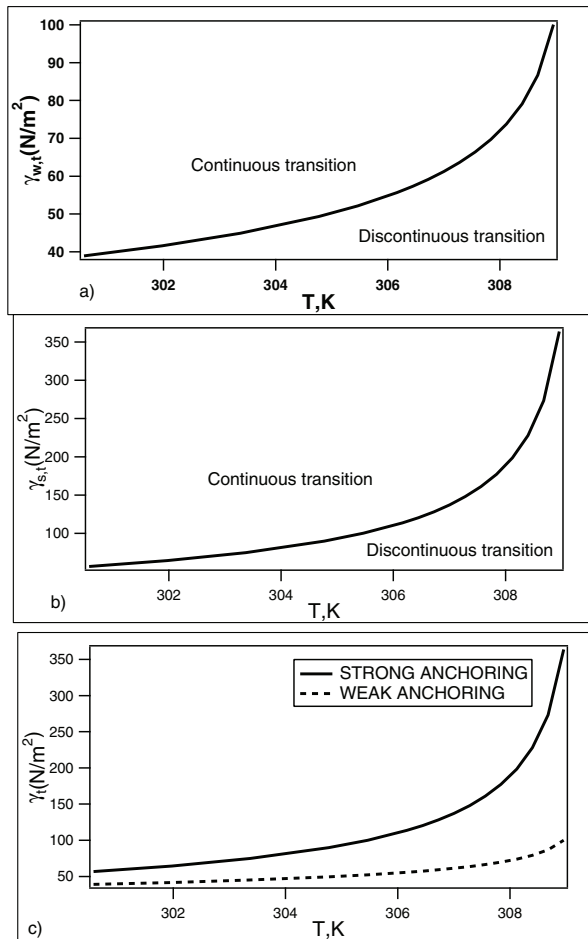 100
90
80
70
60
50
40
γw,t(N/m²)
Continuous transition
Discontinuous transition
302
304
306
308
a)
T,K
350
300
250
200
150
100
γs,t(N/m²)
Continuous transition
Discontinuous transition
302
304
306
308
b)
T,K
350
300
250
200
150
100
50
γt(N/m²)
STRONG ANCHORING
WEAK ANCHORING
302
304
306
308
c)
T,K